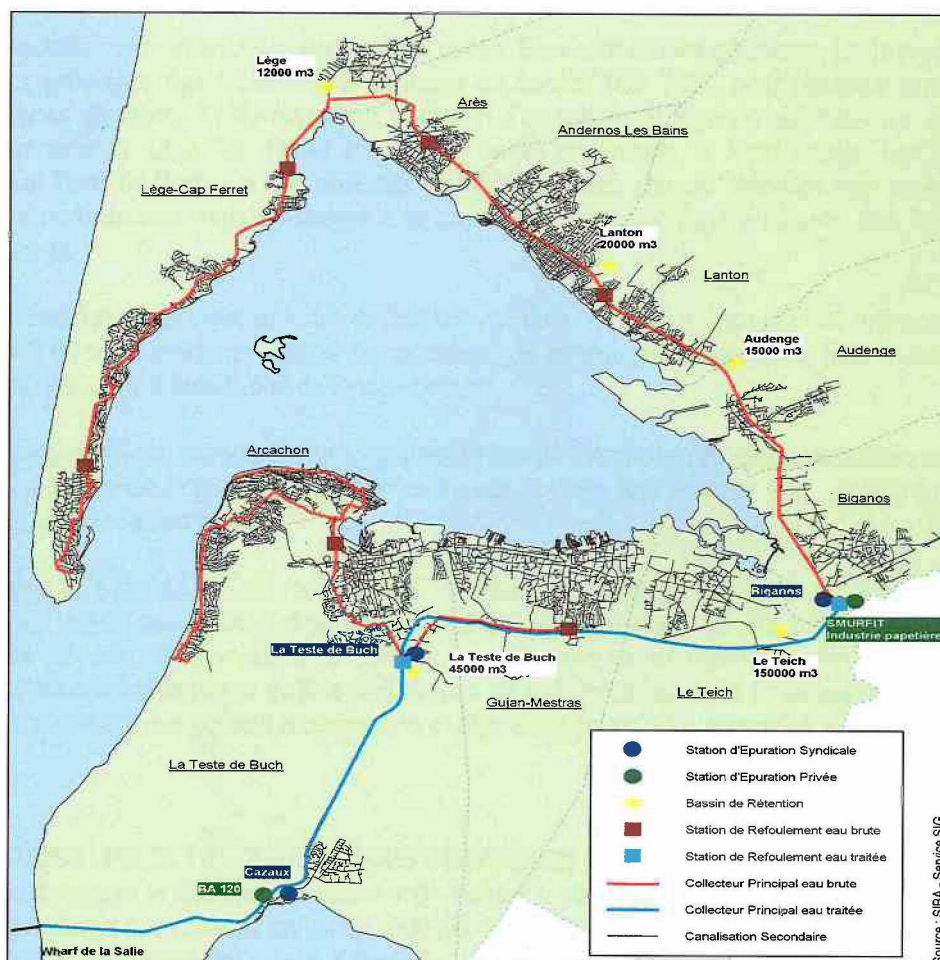 Lège
12000 m3
Arès
Andernos Les Bains
Lège-Cap Ferret
Lanton
20000 m3
Lanton
Audenge
15000 m3
Audenge
Arcachon
Biganos
Biganos
SMURFIT
Industrie papetière
La Teste de Buch
La Teste de Buch
45000 m3
Le Teich
150000 m3
Gujan-Mestras
Le Teich
La Teste de Buch
Cazaux
BA 120
Wharf de la Salie
Station d'Epuration Syndicale
Station d'Epuration Privée
Bassin de Rétention
Station de Refoulement eau brute
Station de Refoulement eau traitée
Collecteur Principal eau brute
Collecteur Principal eau traitée
Canalisation Secondaire
Source : SIBA - Service SIG